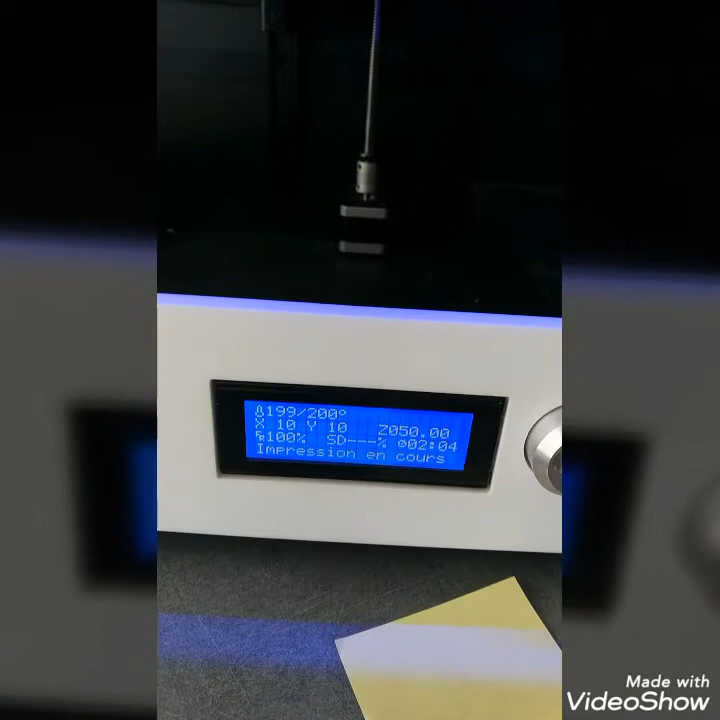 199/200°
X 10 Y 10 Z050.00
100% SD---% 02:04
Impression en cours
Made with
VideoShow